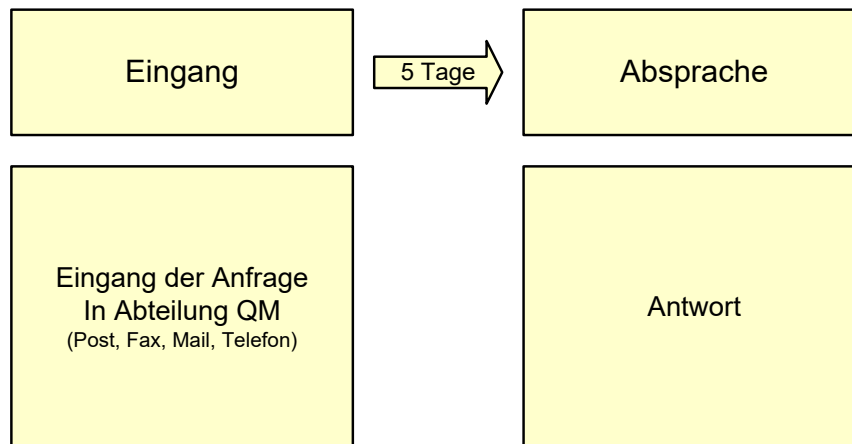 Eingang
5 Tage
Absprache
Eingang der Anfrage
In Abteilung QM
(Post, Fax, Mail, Telefon)
Antwort